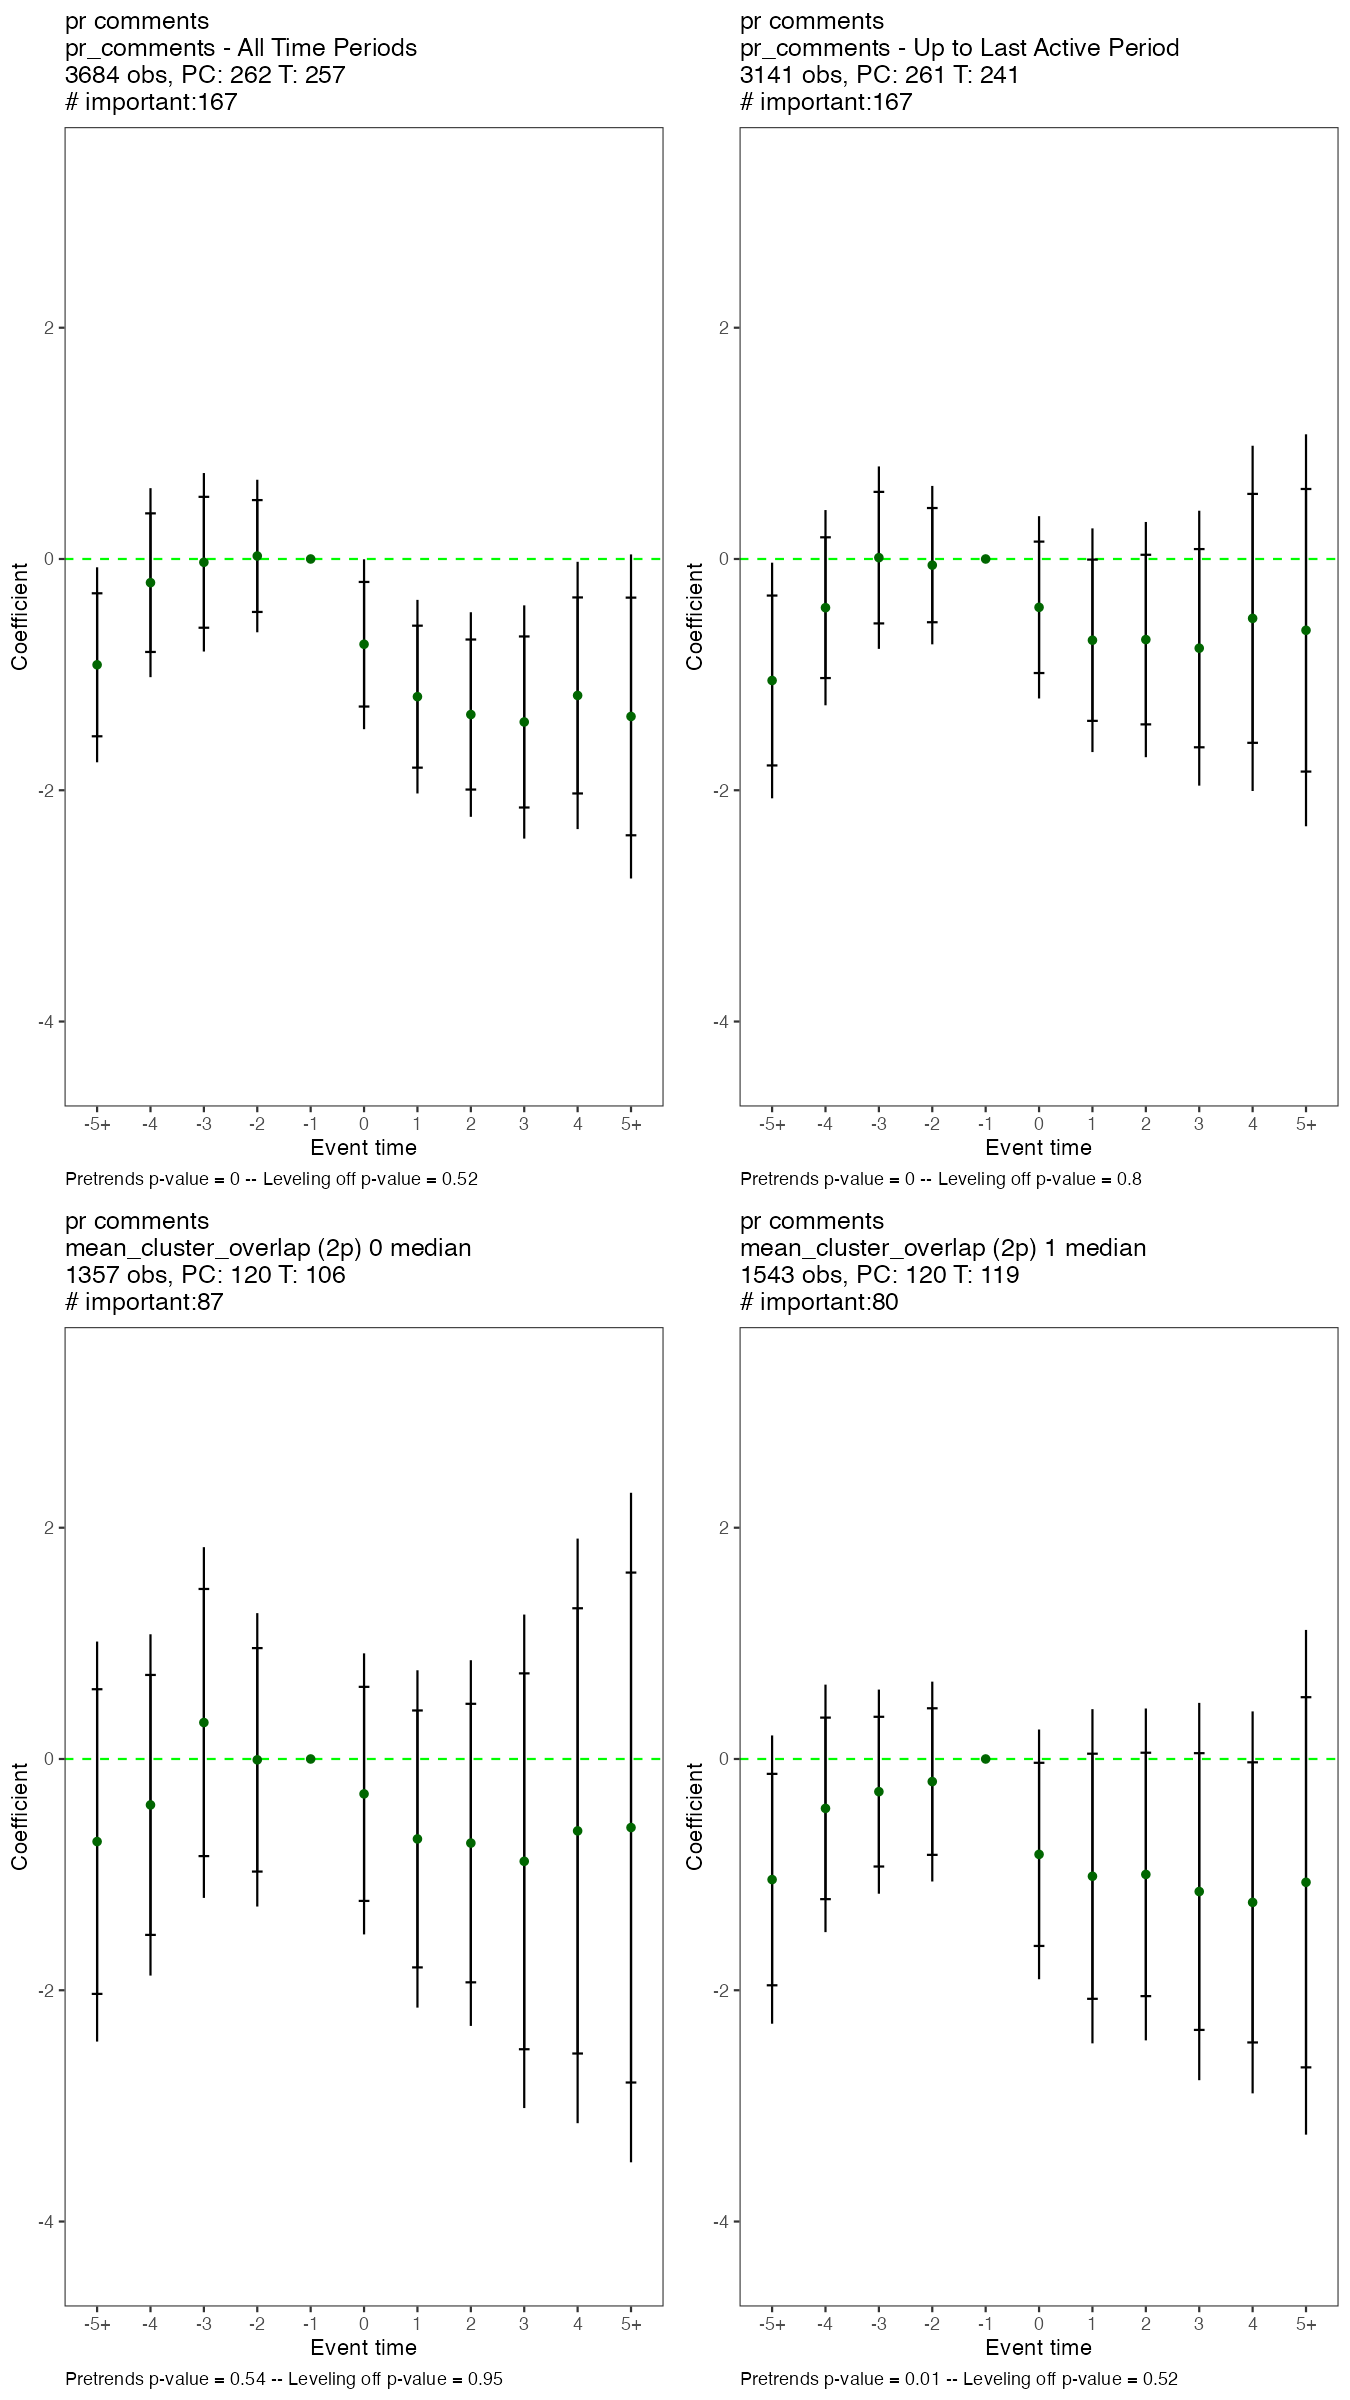 pr comments
pr_comments - All Time Periods
3684 obs, PC: 262 T: 257
# important:167
2
0
-2
-4
Coefficient
-5+ -4 -3 -2 -1 0 1 2 3 4 5+
Event time
Pretrends p-value = 0 -- Leveling off p-value = 0.52
pr comments
pr_comments - Up to Last Active Period
3141 obs, PC: 261 T: 241
# important:167
2
0
-2
-4
Coefficient
-5+ -4 -3 -2 -1 0 1 2 3 4 5+
Event time
Pretrends p-value = 0 -- Leveling off p-value = 0.8
pr comments
mean_cluster_overlap (2p) 0 median
1357 obs, PC: 120 T: 106
# important:87
2
0
-2
-4
Coefficient
-5+ -4 -3 -2 -1 0 1 2 3 4 5+
Event time
Pretrends p-value = 0.54 -- Leveling off p-value = 0.95
pr comments
mean_cluster_overlap (2p) 1 median
1543 obs, PC: 120 T: 119
# important:80
2
0
-2
-4
Coefficient
-5+ -4 -3 -2 -1 0 1 2 3 4 5+
Event time
Pretrends p-value = 0.01 -- Leveling off p-value = 0.52